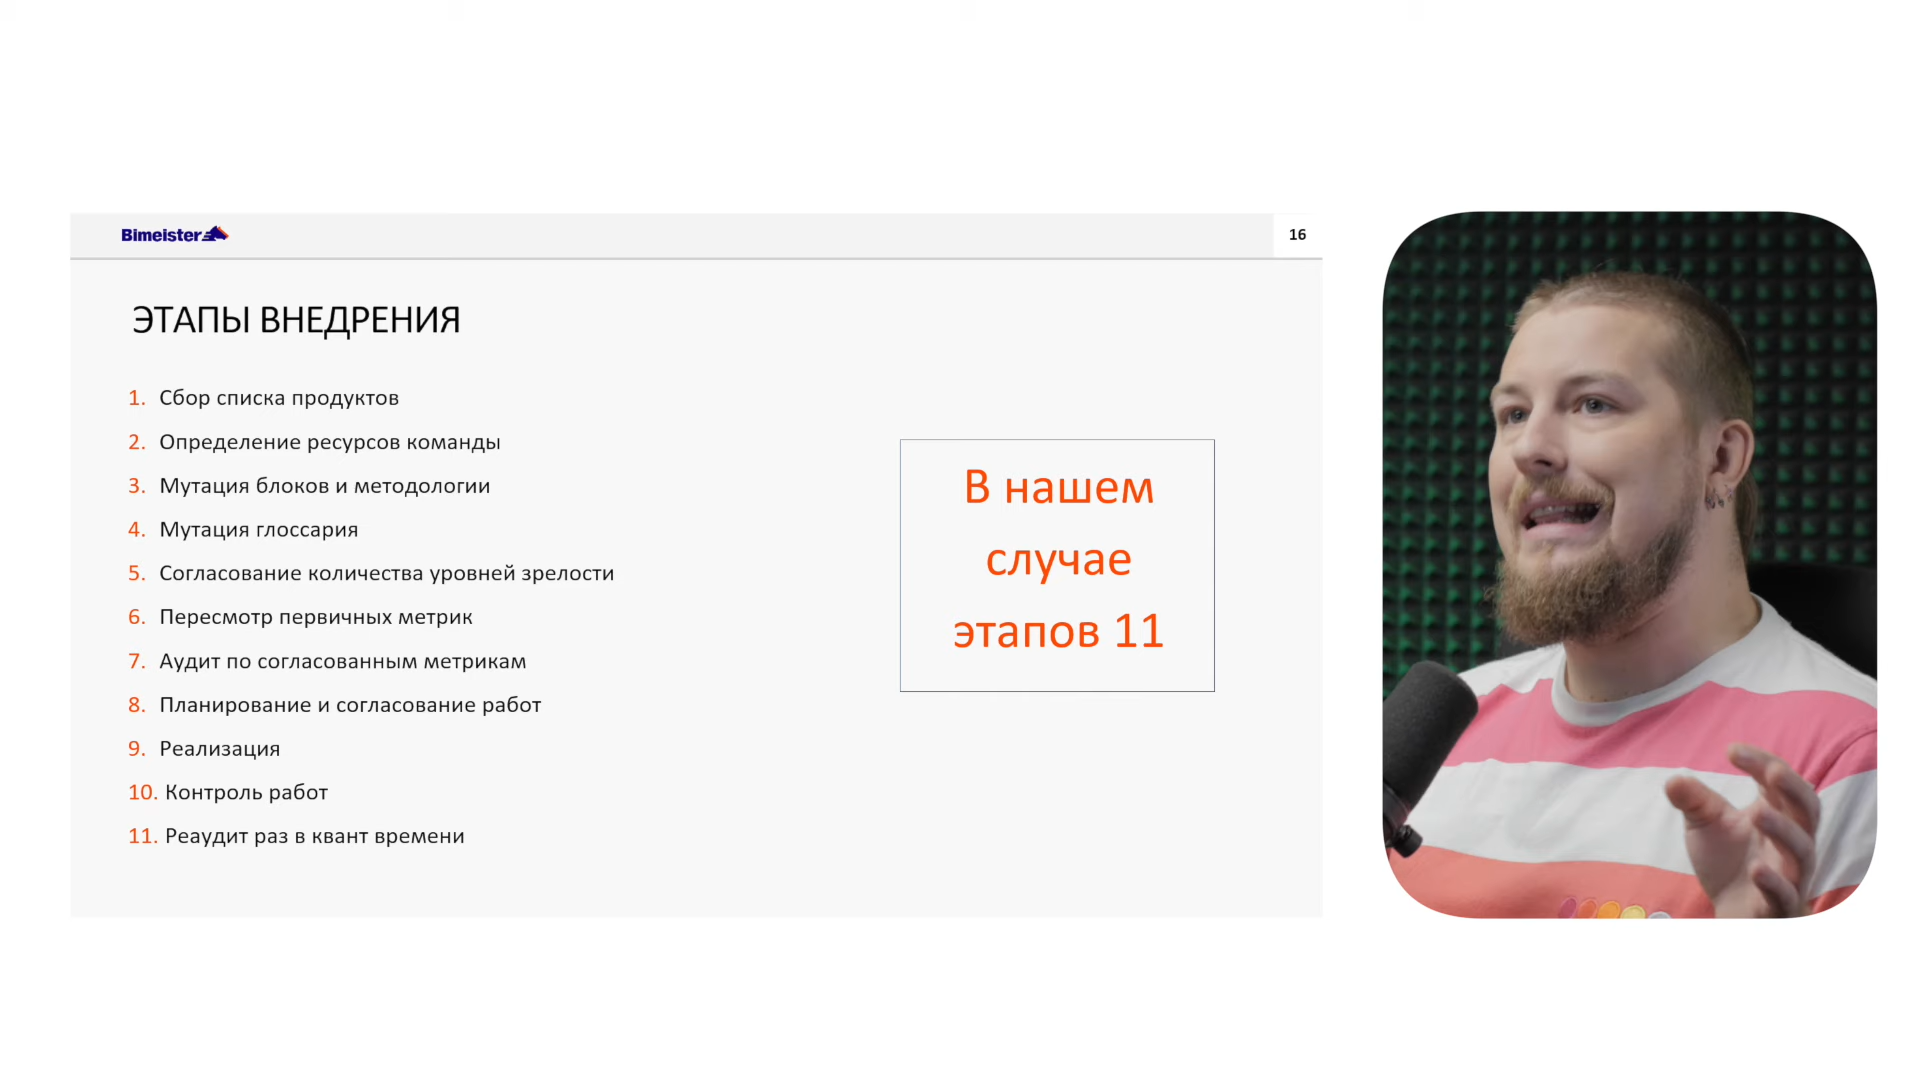 Bimeister
16
ЭТАПЫ ВНЕДРЕНИЯ
1. Сбор списка продуктов
2. Определение ресурсов команды
3. Мутация блоков и методологии
4. Мутация глоссария
5. Согласование количества уровней зрелости
6. Пересмотр первичных метрик
7. Аудит по согласованным метрикам
8. Планирование и согласование работ
9. Реализация
10. Контроль работ
11. Реаудит раз в квант времени
В нашем
случае
этапов 11